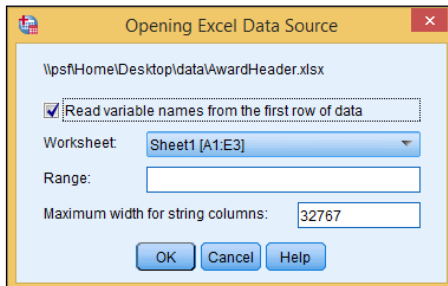 Opening Excel Data Source
\\psf\Home\Desktop\data\AwardHeader.xlsx
Read variable names from the first row of data
Worksheet: Sheet1 [A1:E3]
Range:
Maximum width for string columns: 32767
OK Cancel Help